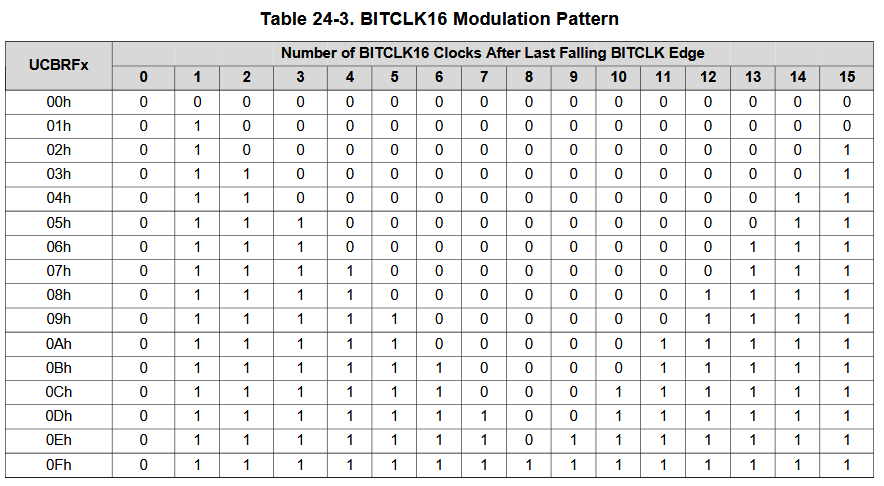 Table 24-3. BITCLK16 Modulation Pattern
UCBRFx Number of BITCLK16 Clocks After Last Falling BITCLK Edge
0 1 2 3 4 5 6 7 8 9 10 11 12 13 14 15
00h 0 0 0 0 0 0 0 0 0 0 0 0 0 0 0 0
01h 0 1 0 0 0 0 0 0 0 0 0 0 0 0 0 0
02h 0 1 0 0 0 0 0 0 0 0 0 0 0 0 0 1
03h 0 1 1 0 0 0 0 0 0 0 0 0 0 0 0 1
04h 0 1 1 0 0 0 0 0 0 0 0 0 0 0 1 1
05h 0 1 1 1 0 0 0 0 0 0 0 0 0 0 1 1
06h 0 1 1 1 0 0 0 0 0 0 0 0 0 1 1 1
07h 0 1 1 1 1 0 0 0 0 0 0 0 0 1 1 1
08h 0 1 1 1 1 0 0 0 0 0 0 0 1 1 1 1
09h 0 1 1 1 1 1 0 0 0 0 0 0 1 1 1 1
0Ah 0 1 1 1 1 1 0 0 0 0 0 1 1 1 1 1
0Bh 0 1 1 1 1 1 1 0 0 0 0 1 1 1 1 1
0Ch 0 1 1 1 1 1 1 0 0 0 1 1 1 1 1 1
0Dh 0 1 1 1 1 1 1 1 0 0 1 1 1 1 1 1
0Eh 0 1 1 1 1 1 1 1 0 1 1 1 1 1 1 1
0Fh 0 1 1 1 1 1 1 1 1 1 1 1 1 1 1 1